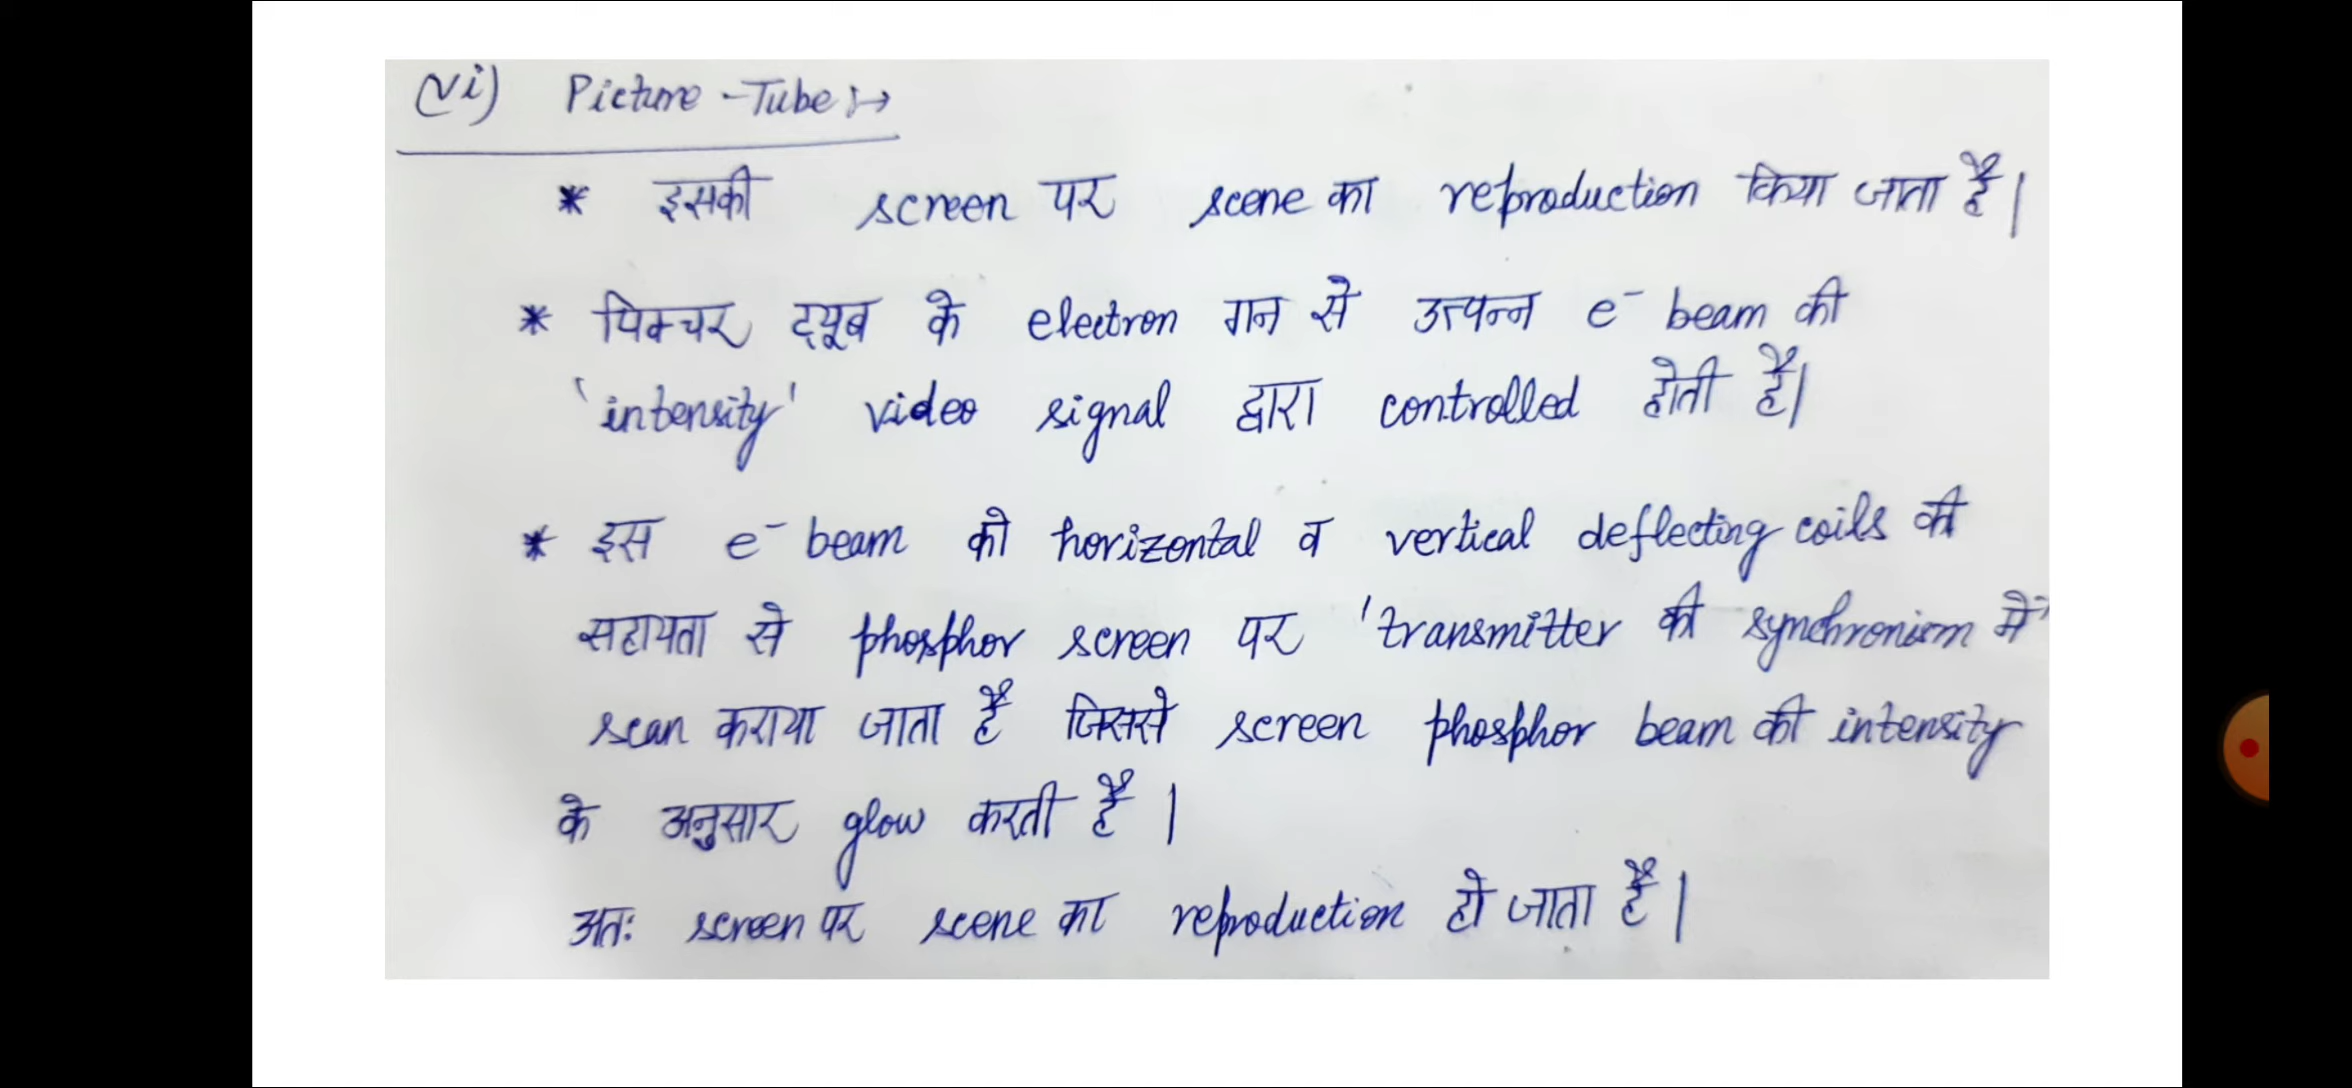 (vi) Picture-Tube :→
* इसकी screen पर scene का reproduction किया जाता है।
* पिक्चर ट्यूब के electron गन से उत्पन्न e⁻ beam की
'intensity' video signal द्वारा controlled होती है।
* इस e⁻ beam को horizontal व vertical deflecting coils की
सहायता से phosphor screen पर 'transmitter की synchronism में'
scan कराया जाता है जिससे screen phosphor beam की intensity
के अनुसार glow करती है।
अतः screen पर scene का reproduction हो जाता है।